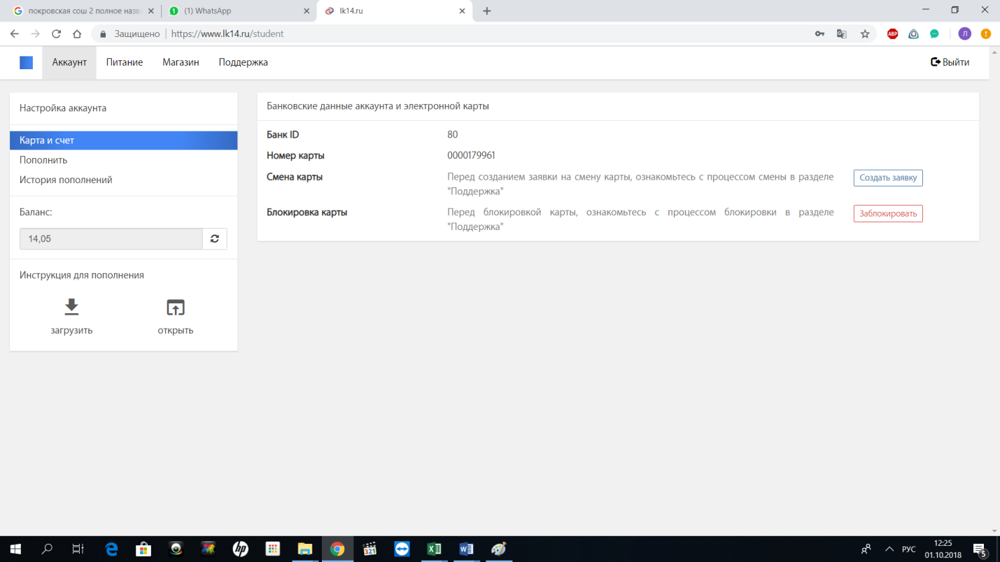 покровская сош 2 полное назв
(1) WhatsApp
lk14.ru
Защищено
https://www.lk14.ru/student
ABP
Л
Аккаунт
Питание
Магазин
Поддержка
Выйти
Настройка аккаунта
Карта и счет
Пополнить
История пополнений
Баланс:
14,05
Инструкция для пополнения
загрузить
открыть
Банковские данные аккаунта и электронной карты
Банк ID
80
Номер карты
0000179961
Смена карты
Перед созданием заявки на смену карты, ознакомьтесь с процессом смены в разделе
"Поддержка"
Создать заявку
Блокировка карты
Перед блокировкой карты, ознакомьтесь с процессом блокировки в разделе
"Поддержка"
Заблокировать
hp
321
РУС
12:25
01.10.2018
5